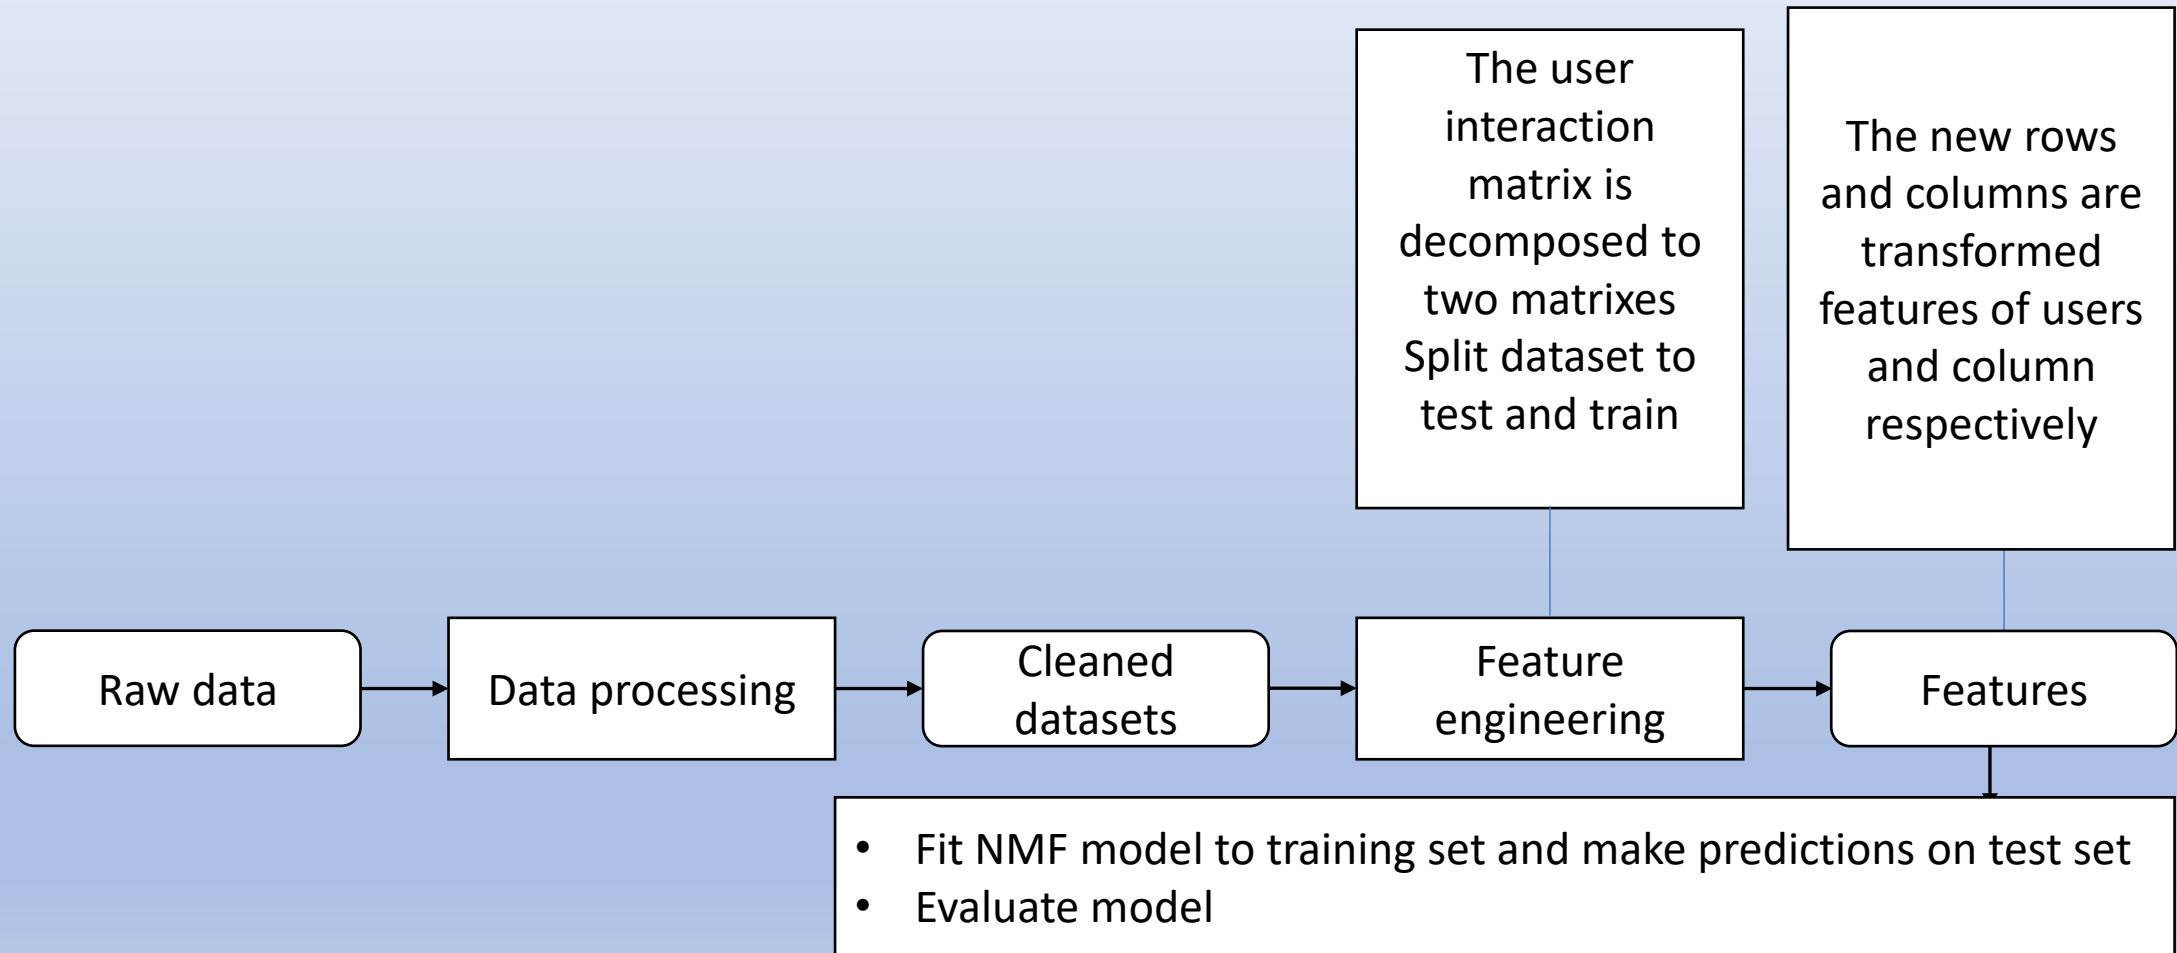 The user
interaction
matrix is
decomposed to
two matrixes
Split dataset to
test and train
The new rows
and columns are
transformed
features of users
and column
respectively
Raw data
Data processing
Cleaned
datasets
Feature
engineering
Features
• Fit NMF model to training set and make predictions on test set
• Evaluate model